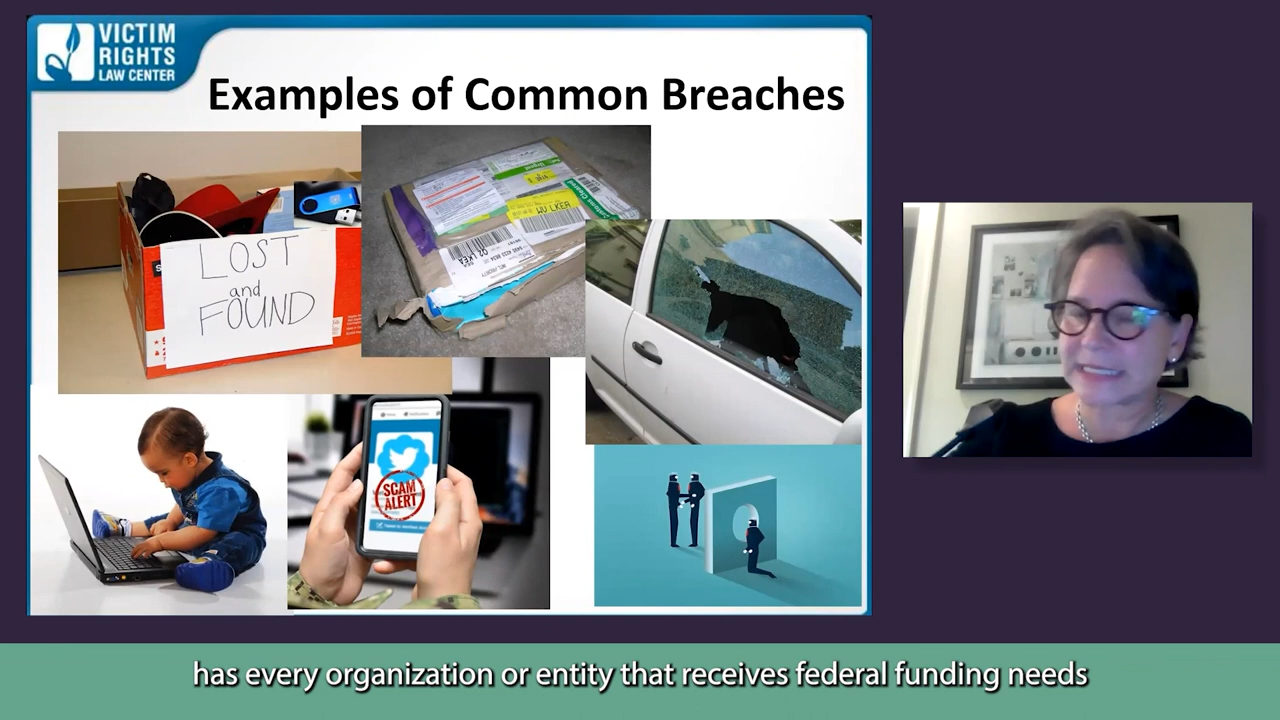 VICTIM
RIGHTS
LAW CENTER
Examples of Common Breaches
LOST
and
FOUND
Urgent
SCAM
ALERT
has every organization or entity that receives federal funding needs